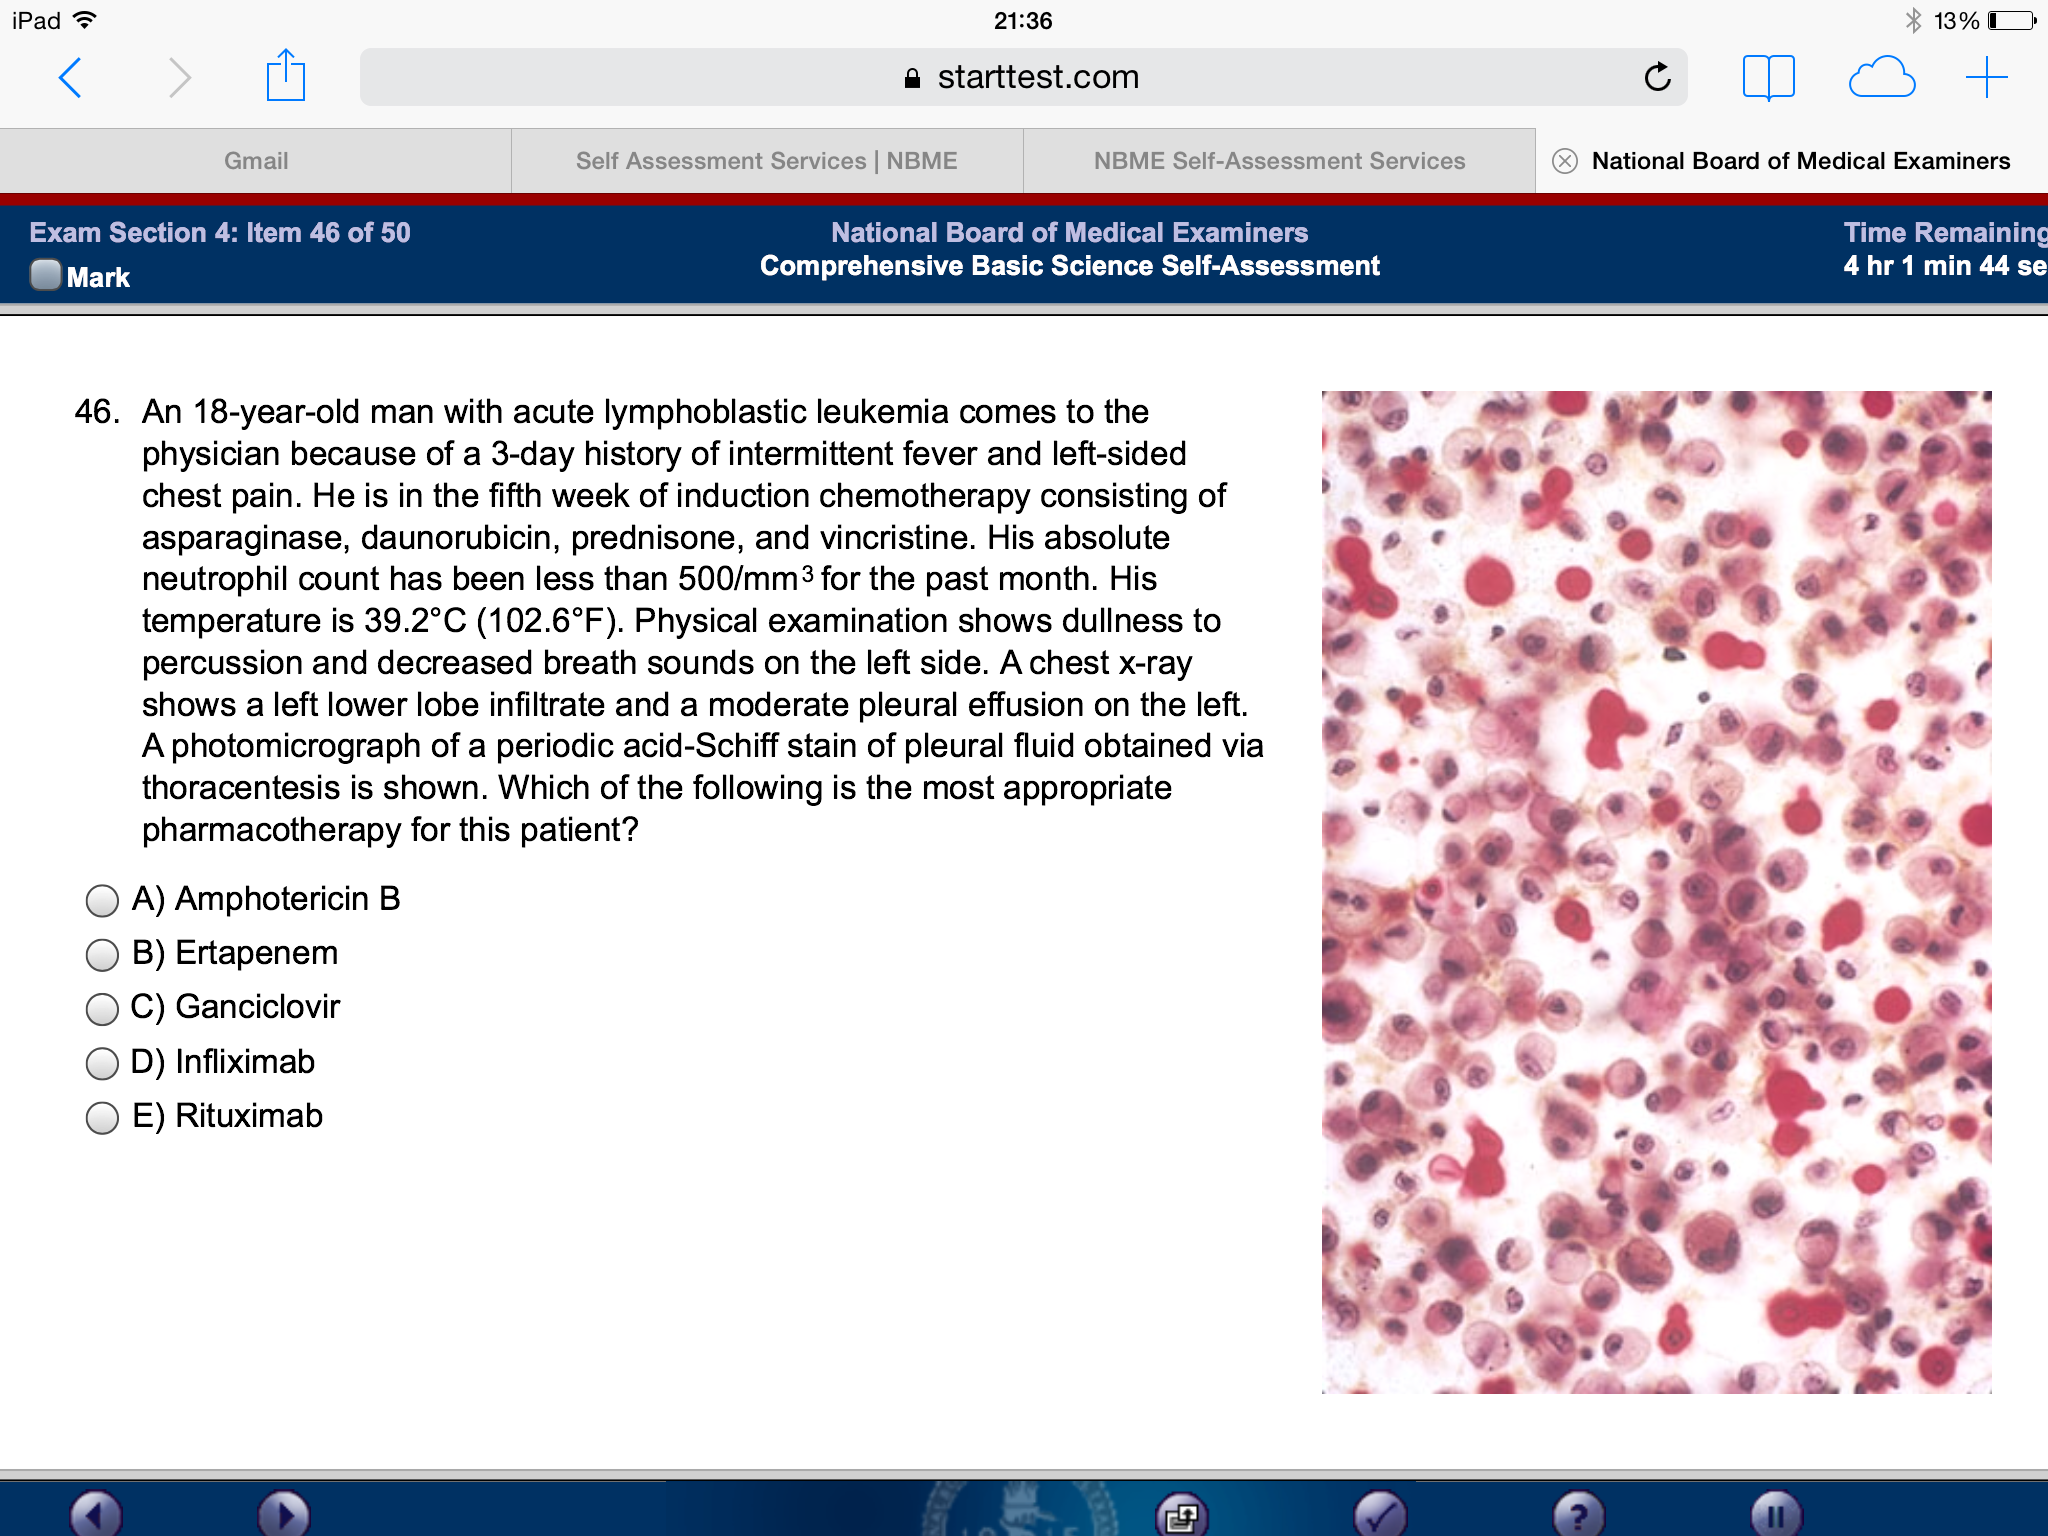 iPad
21:36
13%
starttest.com
Gmail
Self Assessment Services | NBME
NBME Self-Assessment Services
National Board of Medical Examiners
Exam Section 4: Item 46 of 50
National Board of Medical Examiners
Time Remaining
Mark
Comprehensive Basic Science Self-Assessment
4 hr 1 min 44 se
46. An 18-year-old man with acute lymphoblastic leukemia comes to the
physician because of a 3-day history of intermittent fever and left-sided
chest pain. He is in the fifth week of induction chemotherapy consisting of
asparaginase, daunorubicin, prednisone, and vincristine. His absolute
neutrophil count has been less than 500/mm³ for the past month. His
temperature is 39.2°C (102.6°F). Physical examination shows dullness to
percussion and decreased breath sounds on the left side. A chest x-ray
shows a left lower lobe infiltrate and a moderate pleural effusion on the left.
A photomicrograph of a periodic acid-Schiff stain of pleural fluid obtained via
thoracentesis is shown. Which of the following is the most appropriate
pharmacotherapy for this patient?
A) Amphotericin B
B) Ertapenem
C) Ganciclovir
D) Infliximab
E) Rituximab